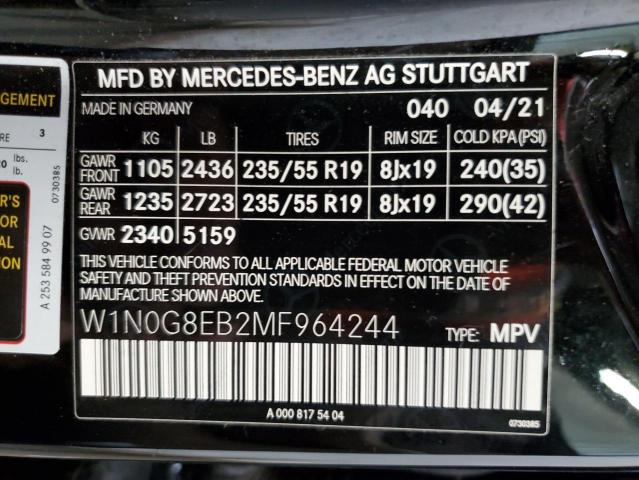 MFD BY MERCEDES-BENZ AG STUTTGART
MADE IN GERMANY 040 04/21
KG LB TIRES RIM SIZE COLD KPA(PSI)
GAWR FRONT 1105 2436 235/55 R19 8Jx19 240(35)
GAWR REAR 1235 2723 235/55 R19 8Jx19 290(42)
GVWR 2340 5159
THIS VEHICLE CONFORMS TO ALL APPLICABLE FEDERAL MOTOR VEHICLE
SAFETY AND THEFT PREVENTION STANDARDS IN EFFECT ON THE DATE OF
MANUFACTURE SHOWN ABOVE.
W1N0G8EB2MF964244 TYPE: MPV
A 000 817 54 04
0730385
3
lbs.
lb.
0730385
A 253 584 99 07